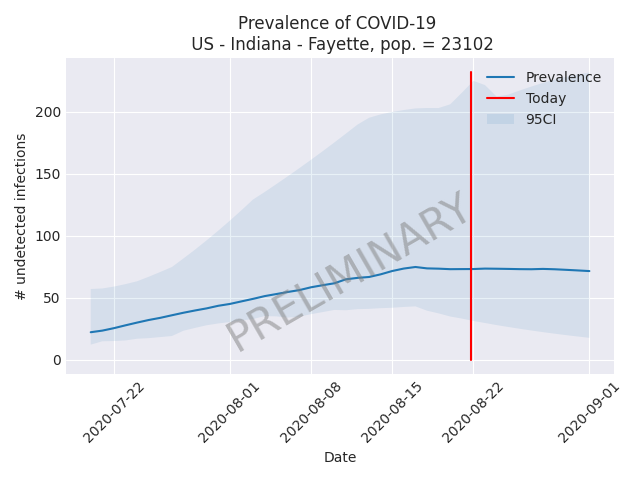 Prevalence of COVID-19
US - Indiana - Fayette, pop. = 23102
Prevalence
Today
95CI
# undetected infections
200
150
100
50
0
PRELIMINARY
2020-07-22
2020-08-01
2020-08-08
2020-08-15
2020-08-22
2020-09-01
Date